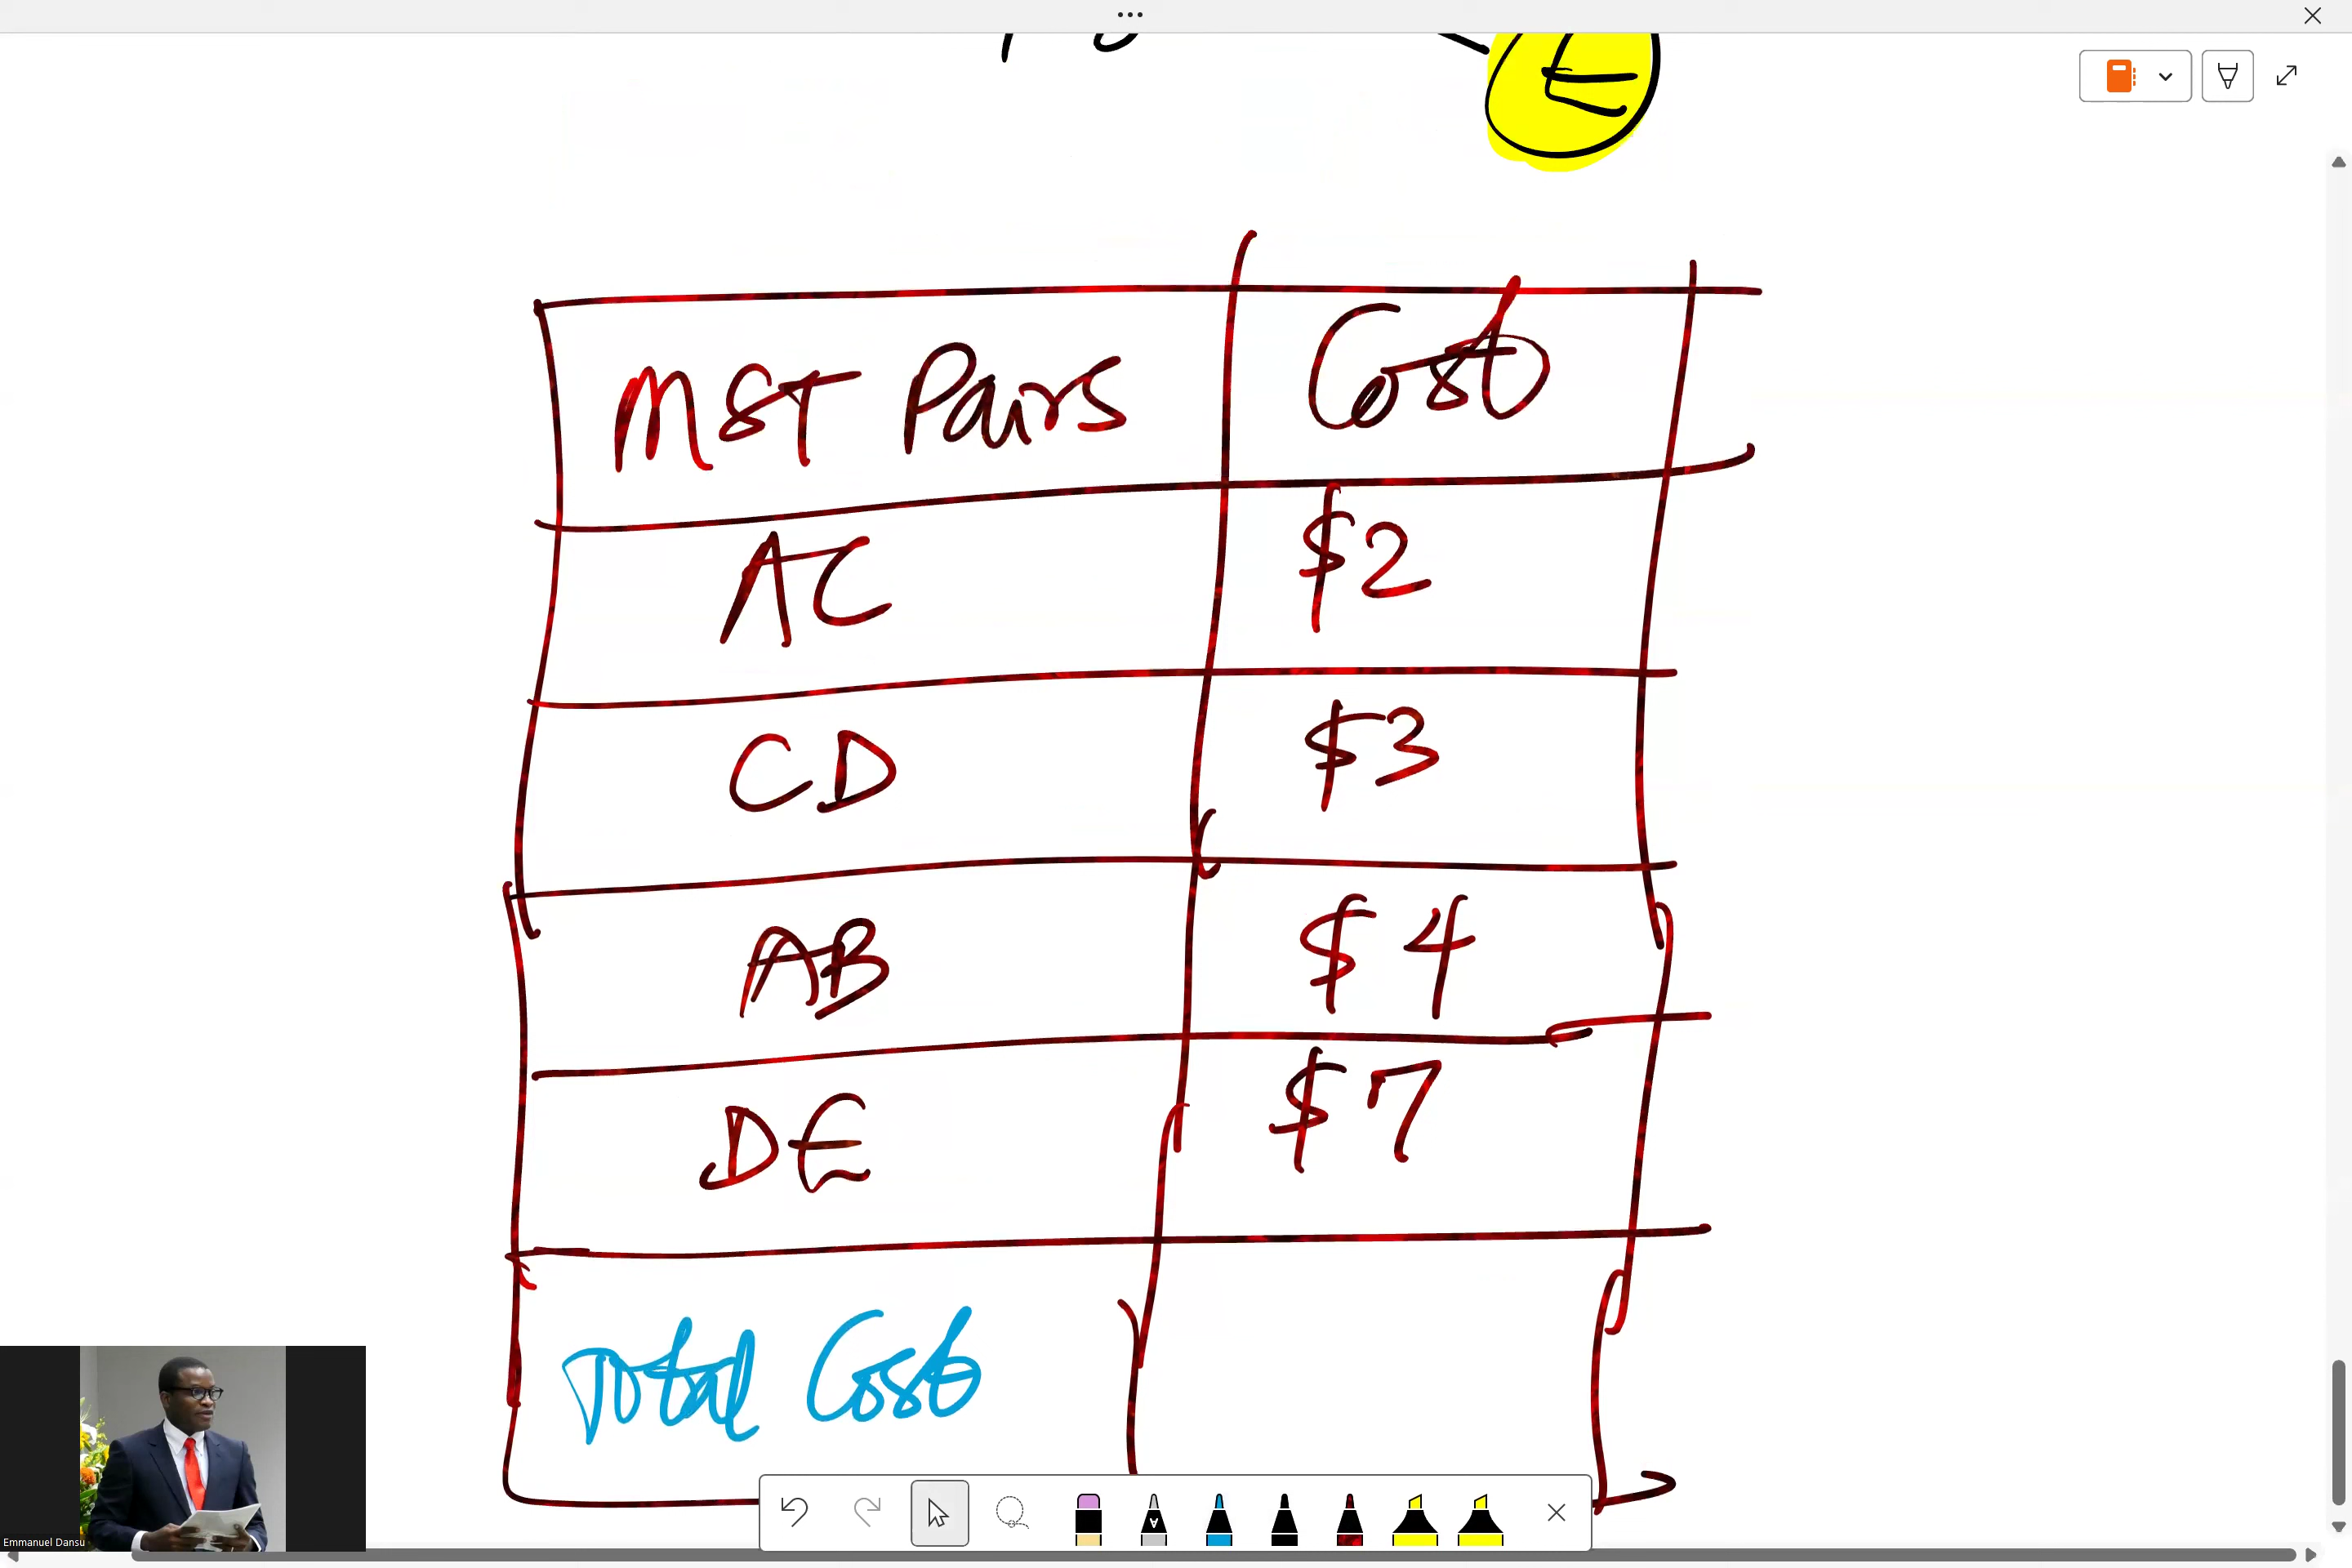 E
MST Pairs Cost
AC $2
CD $3
AB $4
DE $7
Total Cost
Emmanuel Dansu